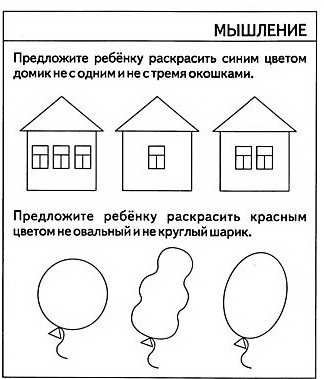 МЫШЛЕНИЕ
Предложите ребёнку раскрасить синим цветом
домик не с одним и не с тремя окошками.
Предложите ребёнку раскрасить красным
цветом не овальный и не круглый шарик.